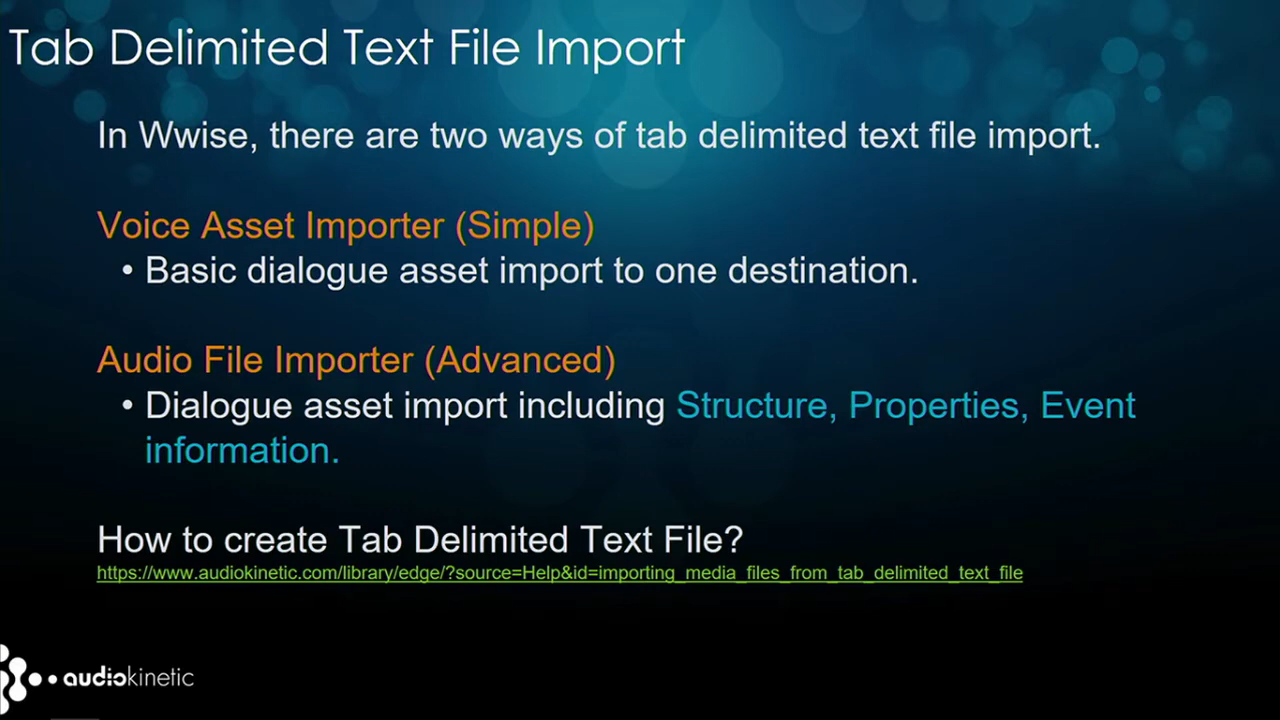 Tab Delimited Text File Import
In Wwise, there are two ways of tab delimited text file import.
Voice Asset Importer (Simple)
• Basic dialogue asset import to one destination.
Audio File Importer (Advanced)
• Dialogue asset import including Structure, Properties, Event
information.
How to create Tab Delimited Text File?
https://www.audiokinetic.com/library/edge/?source=Help&id=importing_media_files_from_tab_delimited_text_file
audiokinetic